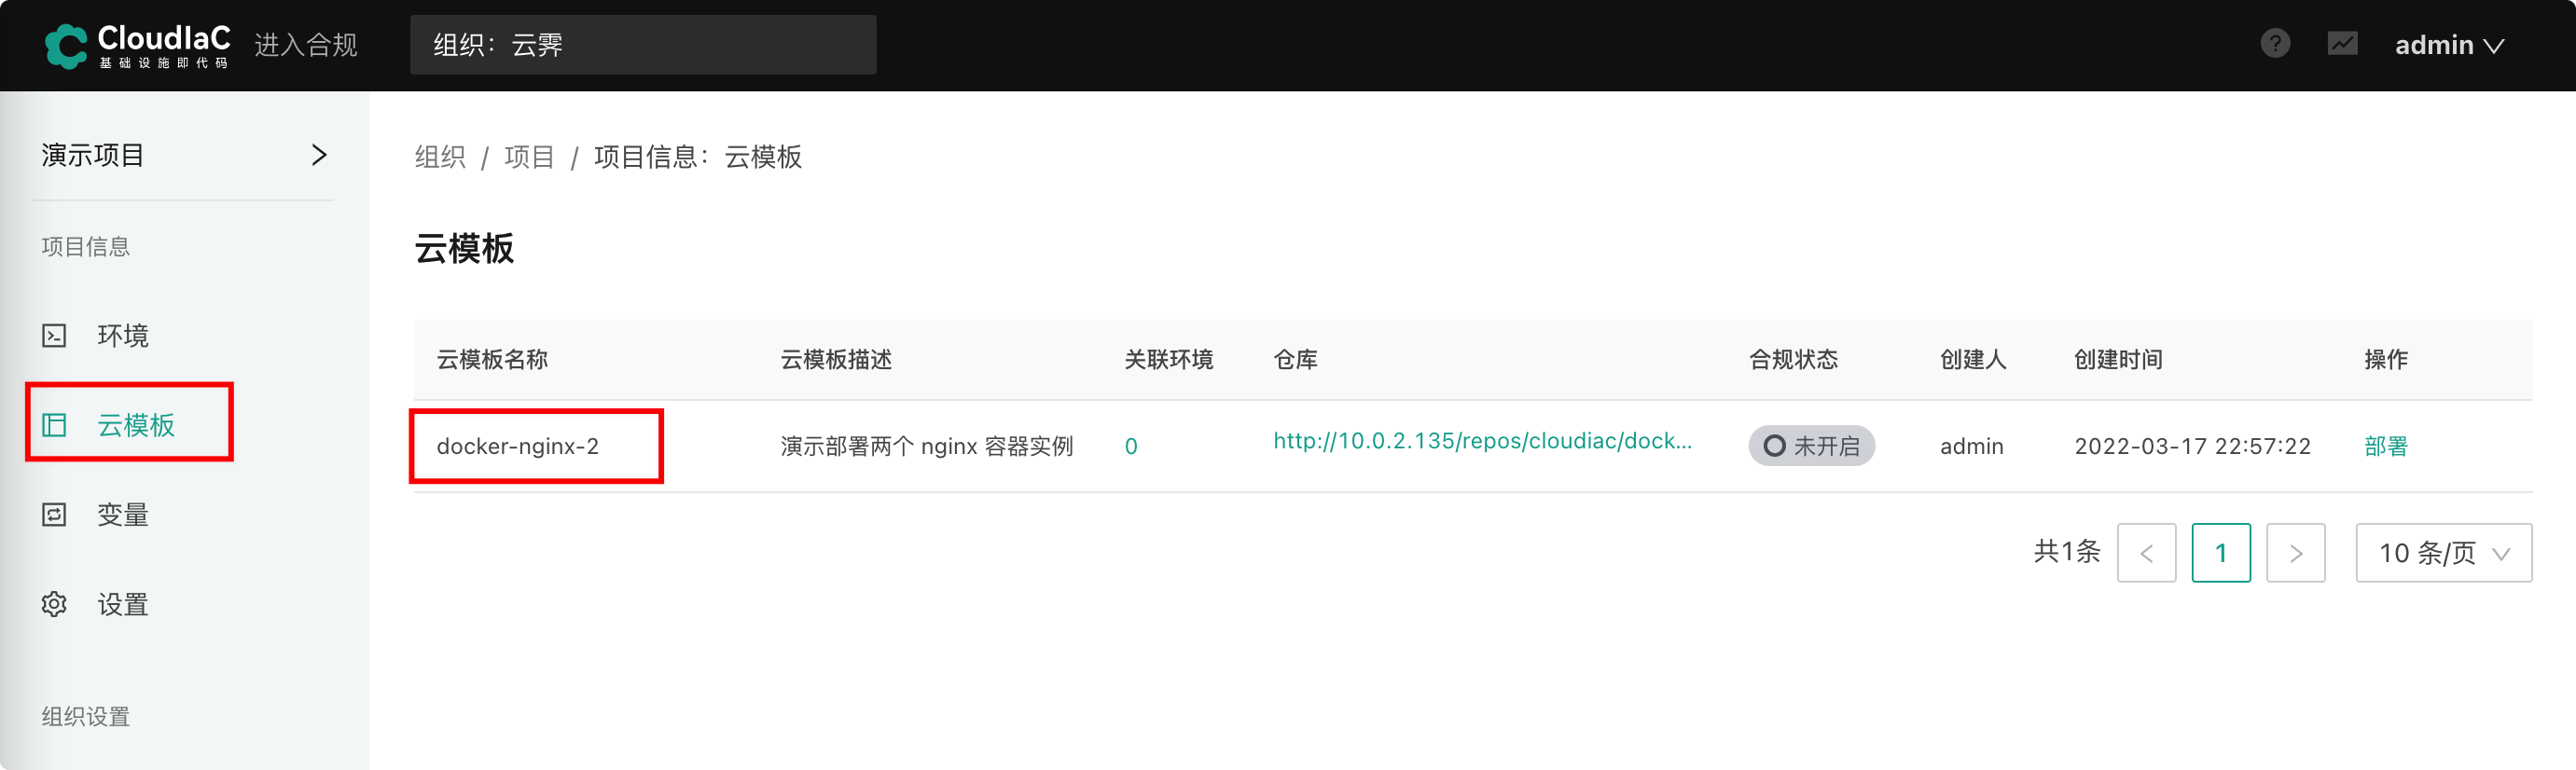 CloudIaC
基础设施即代码
进入合规
组织：云霁
admin
演示项目
项目信息
环境
云模板
变量
设置
组织设置
组织 / 项目 / 项目信息：云模板
云模板
云模板名称 云模板描述 关联环境 仓库 合规状态 创建人 创建时间 操作
docker-nginx-2 演示部署两个 nginx 容器实例 0 http://10.0.2.135/repos/cloudiac/dock... 未开启 admin 2022-03-17 22:57:22 部署
共1条 < 1 > 10 条/页